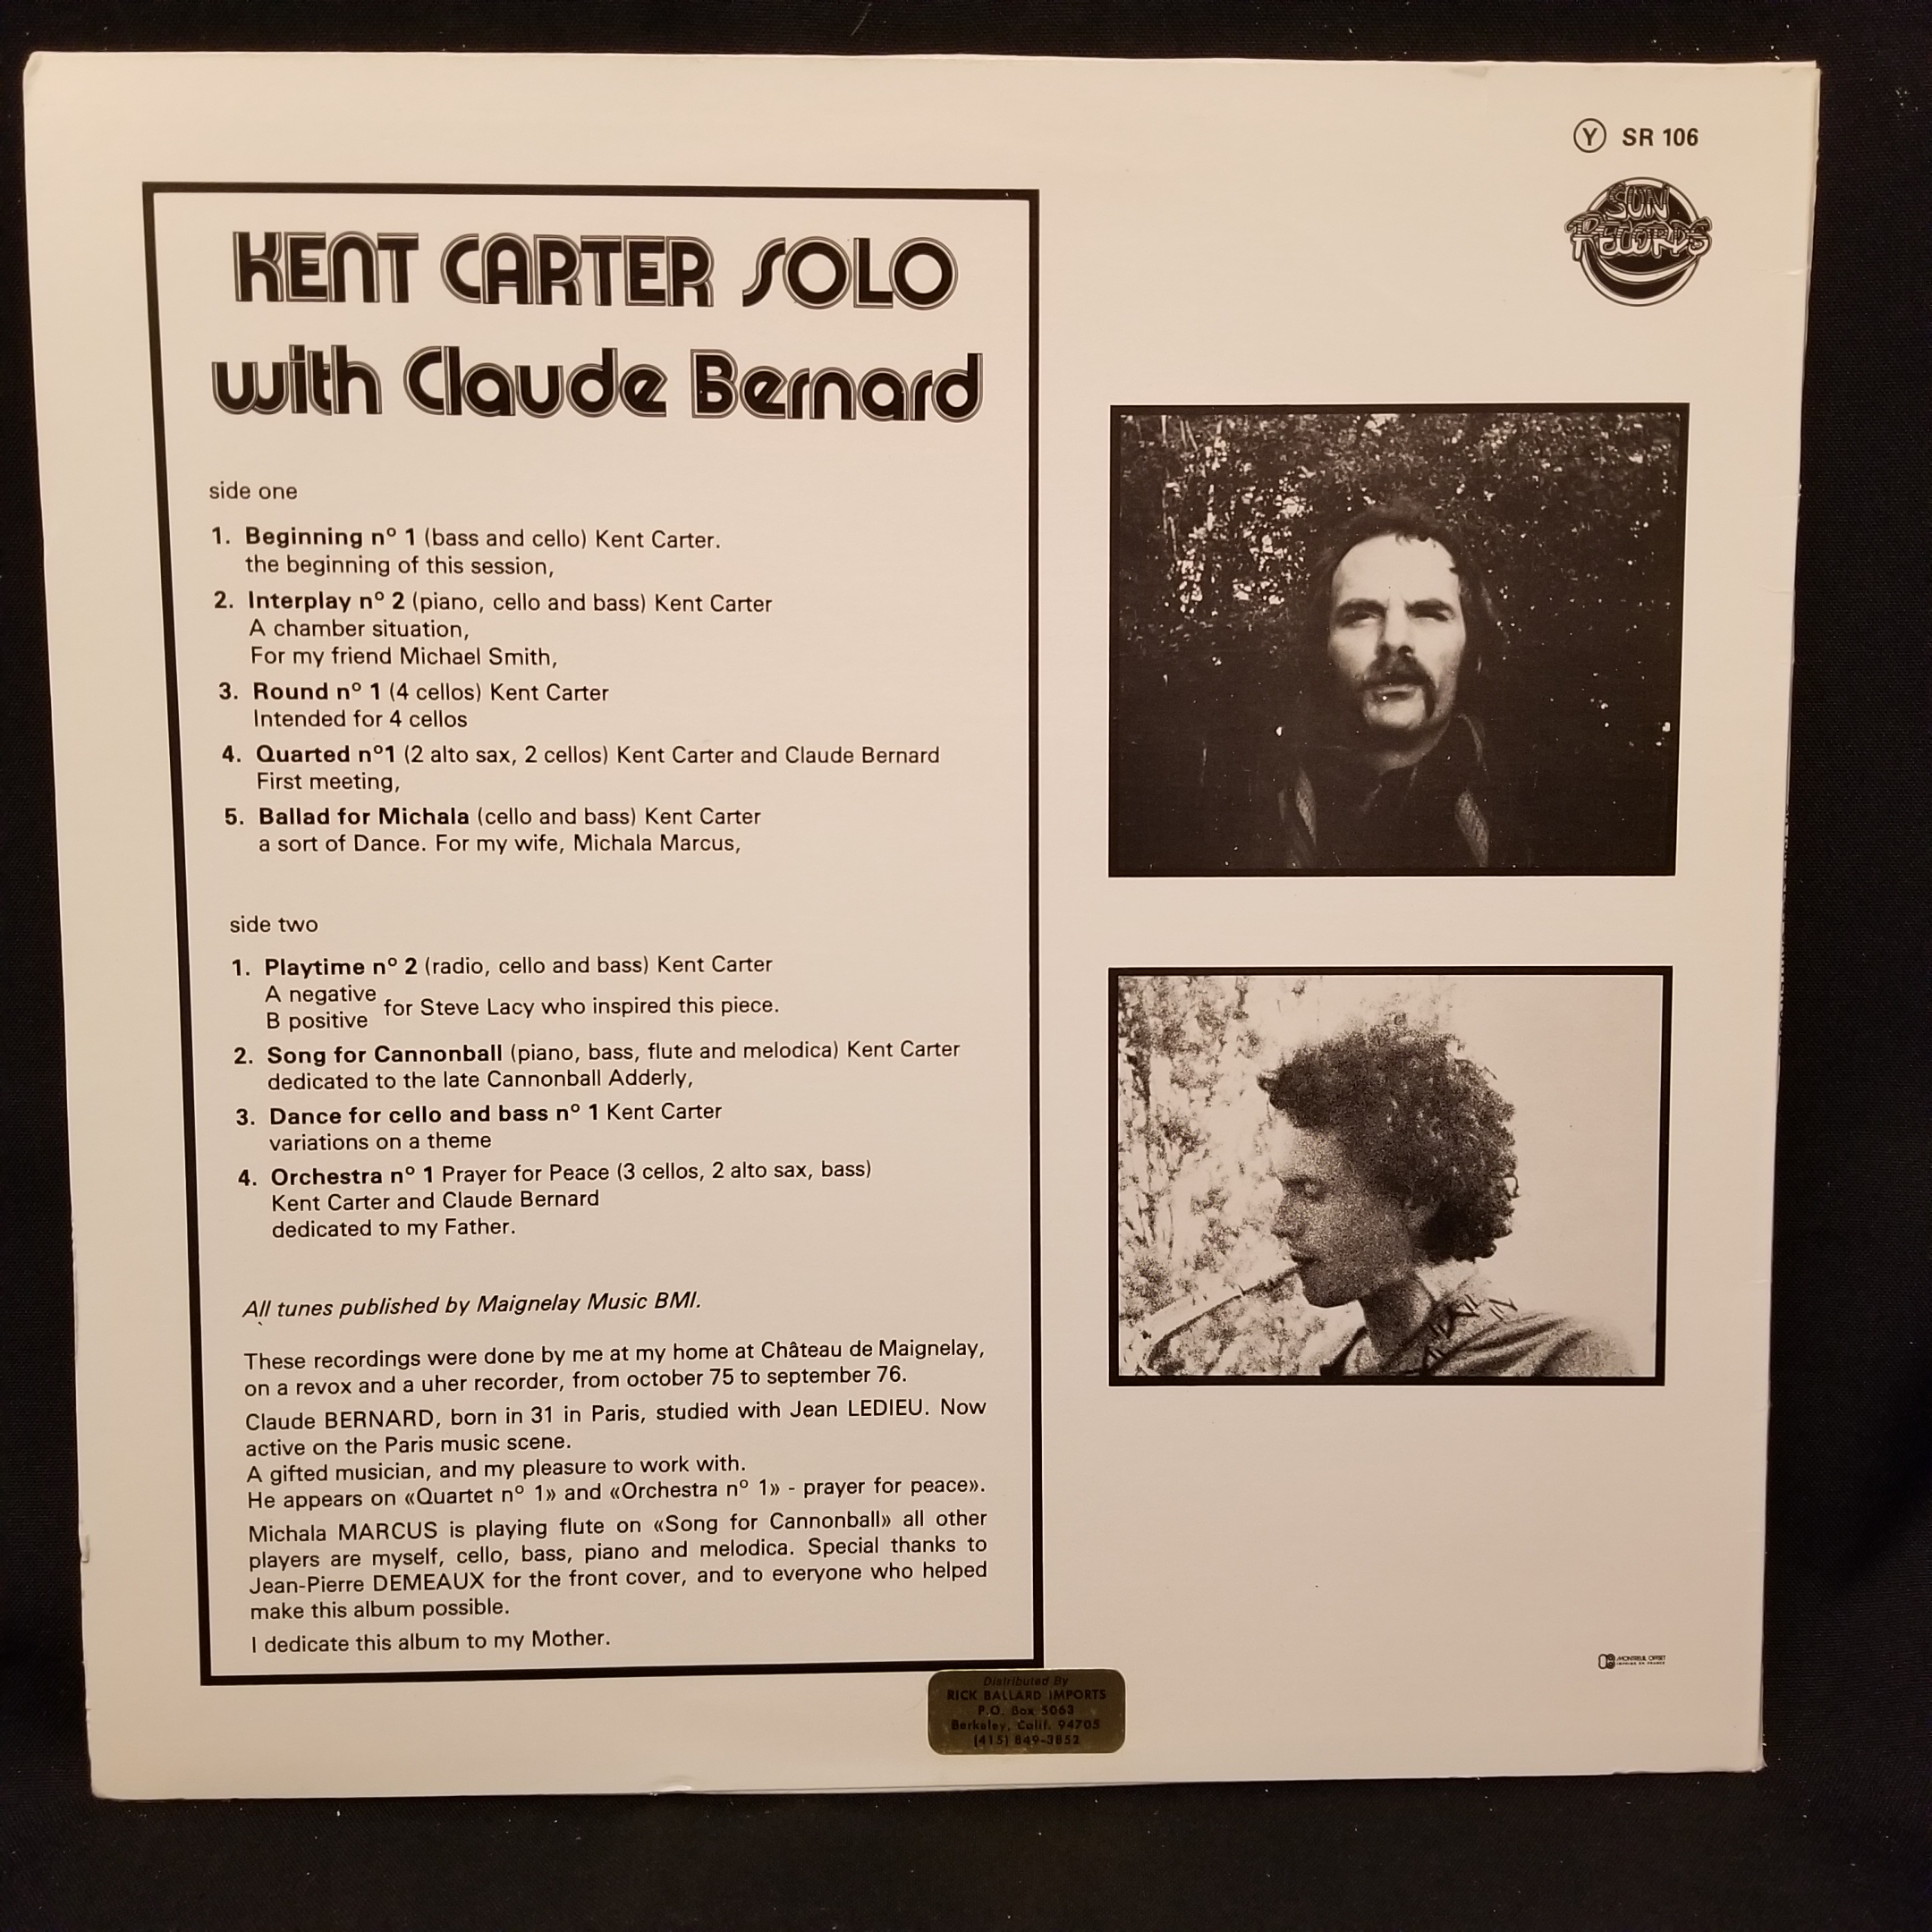 Y SR 106
SUN
RECORDS
KENT CARTER SOLO
with Claude Bernard
side one
1. Beginning nº 1 (bass and cello) Kent Carter.
the beginning of this session,
2. Interplay nº 2 (piano, cello and bass) Kent Carter
A chamber situation,
For my friend Michael Smith,
3. Round nº 1 (4 cellos) Kent Carter
Intended for 4 cellos
4. Quarted nº1 (2 alto sax, 2 cellos) Kent Carter and Claude Bernard
First meeting,
5. Ballad for Michala (cello and bass) Kent Carter
a sort of Dance. For my wife, Michala Marcus,
side two
1. Playtime nº 2 (radio, cello and bass) Kent Carter
A negative
B positive
for Steve Lacy who inspired this piece.
2. Song for Cannonball (piano, bass, flute and melodica) Kent Carter
dedicated to the late Cannonball Adderly,
3. Dance for cello and bass nº 1 Kent Carter
variations on a theme
4. Orchestra nº 1 Prayer for Peace (3 cellos, 2 alto sax, bass)
Kent Carter and Claude Bernard
dedicated to my Father.
All tunes published by Maignelay Music BMI.
These recordings were done by me at my home at Château de Maignelay,
on a revox and a uher recorder, from october 75 to september 76.
Claude BERNARD, born in 31 in Paris, studied with Jean LEDIEU. Now
active on the Paris music scene.
A gifted musician, and my pleasure to work with.
He appears on «Quartet nº 1» and «Orchestra nº 1» - prayer for peace».
Michala MARCUS is playing flute on «Song for Cannonball» all other
players are myself, cello, bass, piano and melodica. Special thanks to
Jean-Pierre DEMEAUX for the front cover, and to everyone who helped
make this album possible.
I dedicate this album to my Mother.
MONTREUIL OFFSET
IMPRIMÉ EN FRANCE
Distributed By
RICK BALLARD IMPORTS
P.O. Box 5063
Berkeley, Calif. 94705
(415) 849-3852